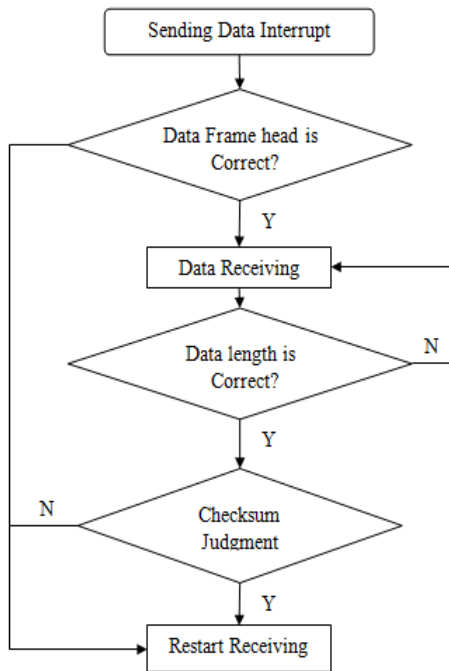 Sending Data Interrupt
Data Frame head is
Correct?
Y
Data Receiving
Data length is
Correct?
N
Y
N
Checksum
Judgment
Y
Restart Receiving